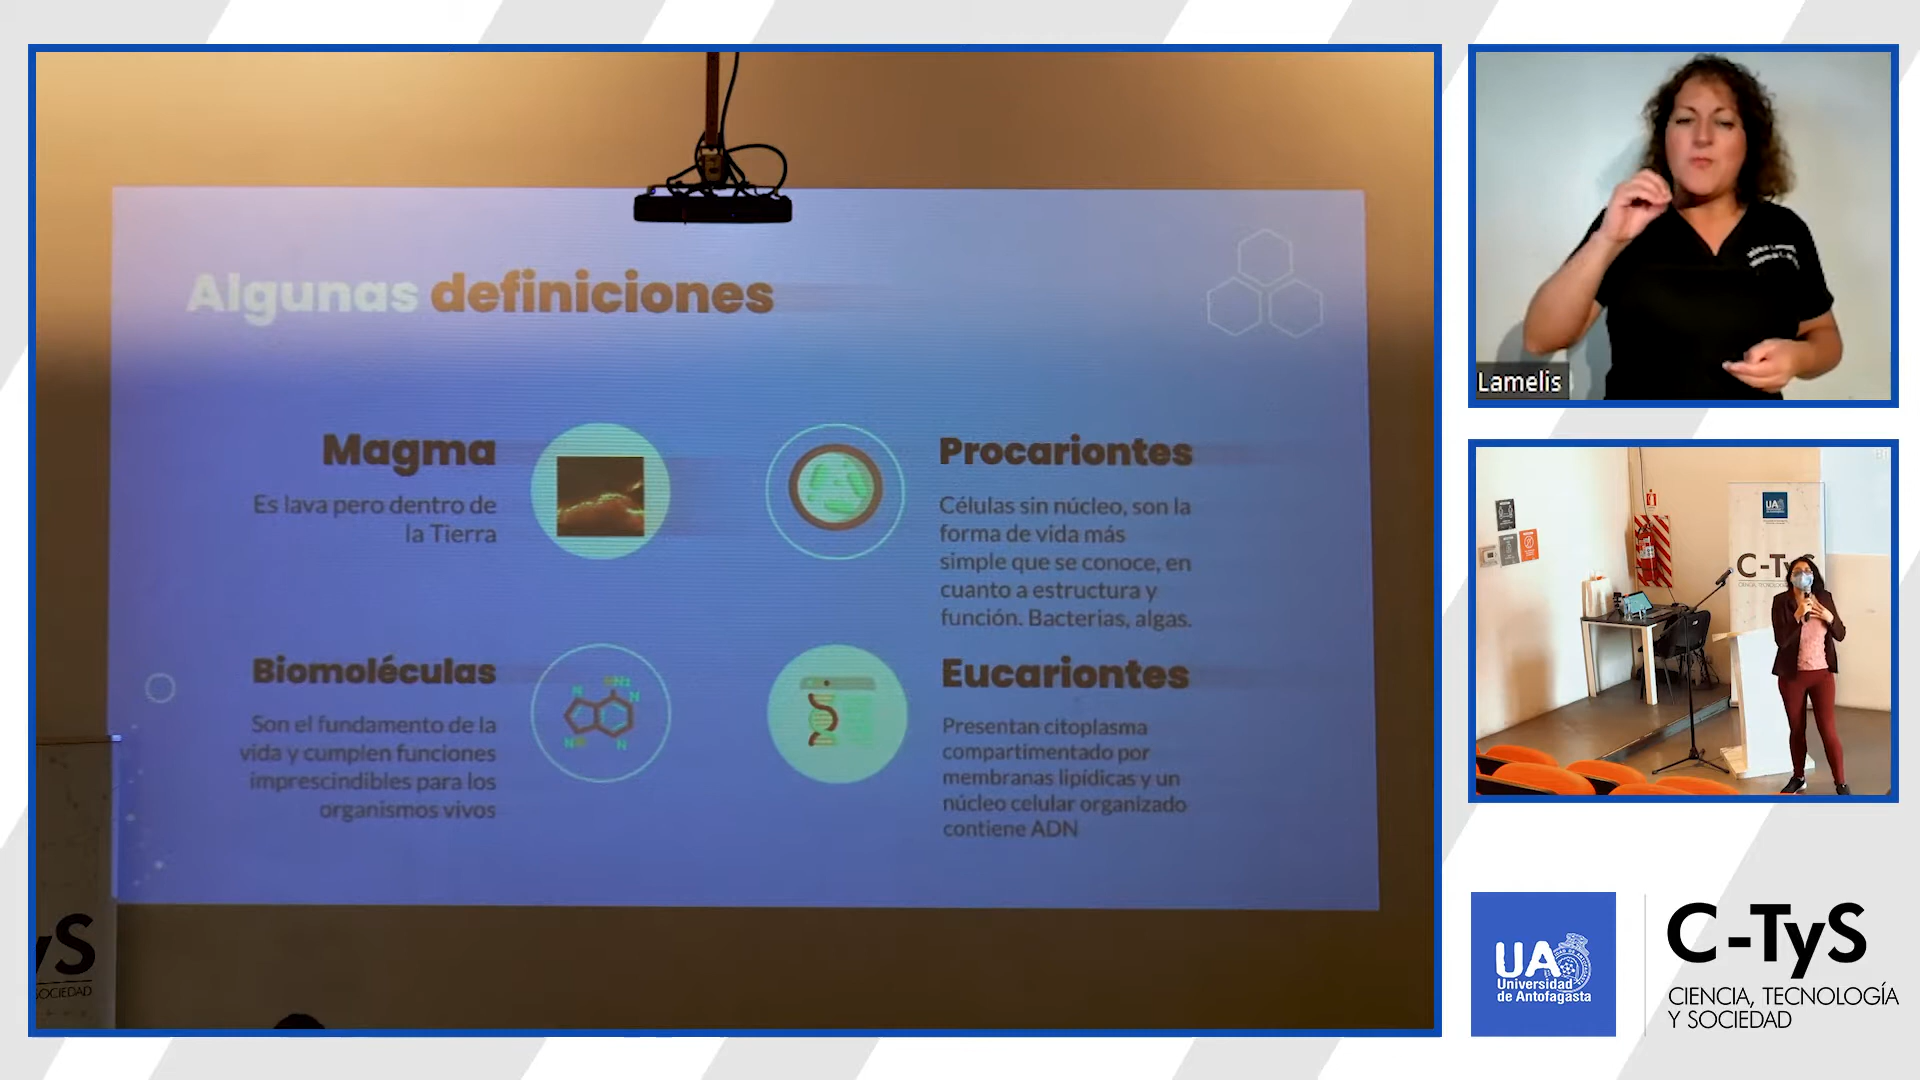 Algunas definiciones
Magma
Es lava pero dentro de
la Tierra
Procariontes
Células sin núcleo, son la
forma de vida más
simple que se conoce, en
cuanto a estructura y
función. Bacterias, algas.
Biomoléculas
Son el fundamento de la
vida y cumplen funciones
imprescindibles para los
organismos vivos
Eucariontes
Presentan citoplasma
compartimentado por
membranas lipídicas y un
núcleo celular organizado
contiene ADN
yS
SOCIEDAD
Lamelis
UA
C-TyS
UA
Universidad
de Antofagasta
C-TyS
CIENCIA, TECNOLOGÍA
Y SOCIEDAD